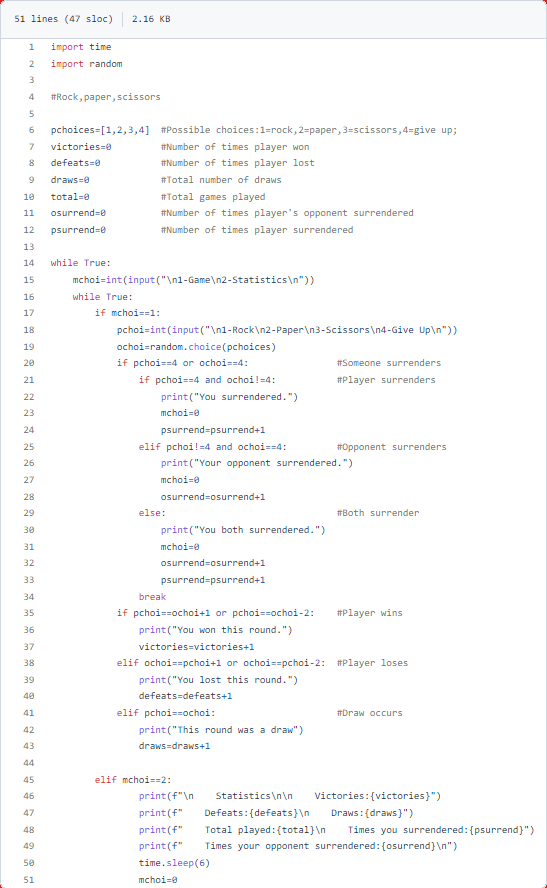 51 lines (47 sloc) 2.16 KB
1 import time
2 import random
3
4 #Rock,paper,scissors
5
6 pchoices=[1,2,3,4] #Possible choices:1=rock,2=paper,3=scissors,4=give up;
7 victories=0 #Number of times player won
8 defeats=0 #Number of times player lost
9 draws=0 #Total number of draws
10 total=0 #Total games played
11 osurrend=0 #Number of times player's opponent surrendered
12 psurrend=0 #Number of times player surrendered
13
14 while True:
15     mchoi=int(input("\n1-Game\n2-Statistics\n"))
16     while True:
17         if mchoi==1:
18             pchoi=int(input("\n1-Rock\n2-Paper\n3-Scissors\n4-Give Up\n"))
19             ochoi=random.choice(pchoices)
20             if pchoi==4 or ochoi==4: #Someone surrenders
21                 if pchoi==4 and ochoi!=4: #Player surrenders
22                     print("You surrendered.")
23                     mchoi=0
24                     psurrend=psurrend+1
25                 elif pchoi!=4 and ochoi==4: #Opponent surrenders
26                     print("Your opponent surrendered.")
27                     mchoi=0
28                     osurrend=osurrend+1
29                 else: #Both surrender
30                     print("You both surrendered.")
31                     mchoi=0
32                     osurrend=osurrend+1
33                     psurrend=psurrend+1
34                 break
35             if pchoi==ochoi+1 or pchoi==ochoi-2: #Player wins
36                 print("You won this round.")
37                 victories=victories+1
38             elif ochoi==pchoi+1 or ochoi==pchoi-2: #Player loses
39                 print("You lost this round.")
40                 defeats=defeats+1
41             elif pchoi==ochoi: #Draw occurs
42                 print("This round was a draw")
43                 draws=draws+1
44
45         elif mchoi==2:
46                 print(f"\n    Statistics\n\n    Victories:{victories}")
47                 print(f"    Defeats:{defeats}\n    Draws:{draws}")
48                 print(f"    Total played:{total}\n    Times you surrendered:{psurrend}")
49                 print(f"    Times your opponent surrendered:{osurrend}\n")
50                 time.sleep(6)
51                 mchoi=0